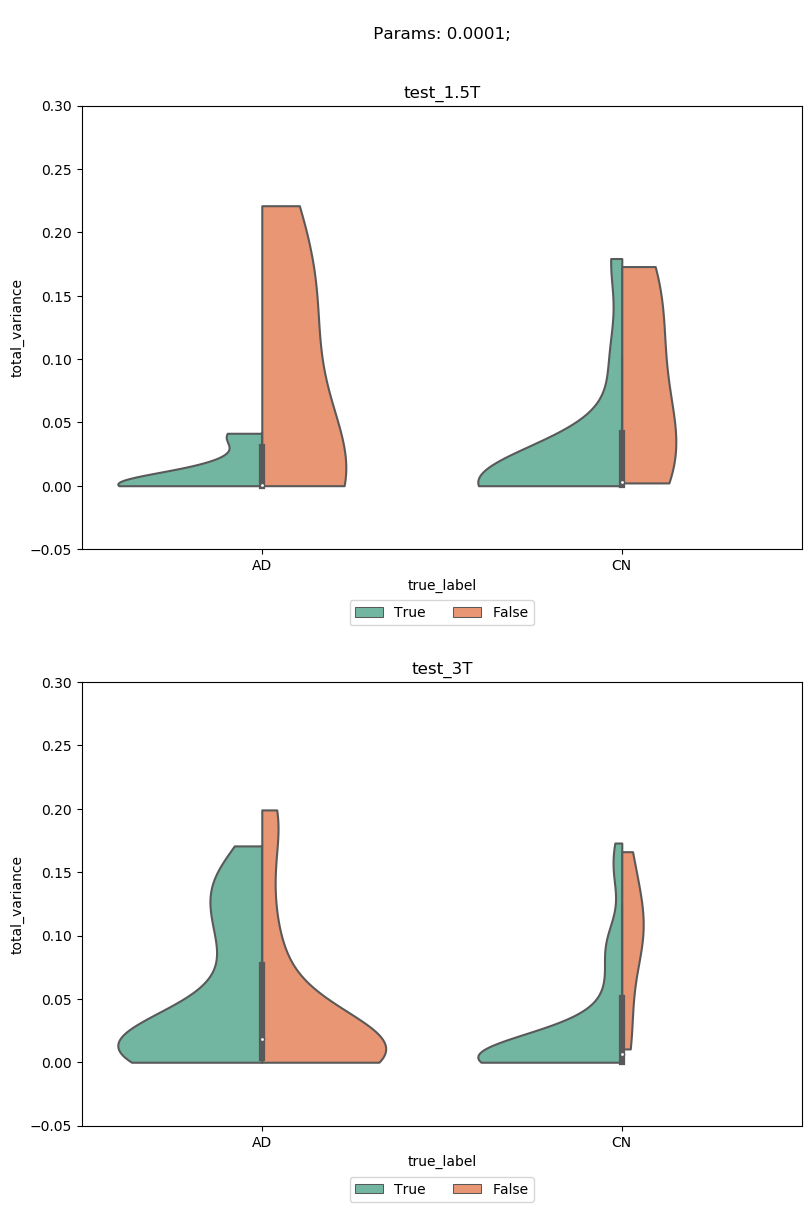 Params: 0.0001;
test_1.5T
0.30
0.25
0.20
0.15
0.10
0.05
0.00
−0.05
total_variance
AD CN
true_label
True False
test_3T
0.30
0.25
0.20
0.15
0.10
0.05
0.00
−0.05
total_variance
AD CN
true_label
True False